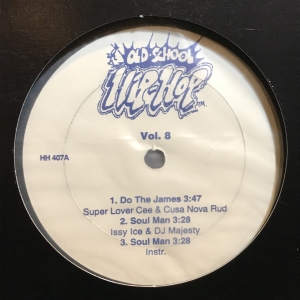 OLD SCHOOL
HIP-HOP
Vol. 8
HH 407A
1. Do The James 3:47
Super Lover Cee & Cusa Nova Rud
2. Soul Man 3:28
Issy Ice & DJ Majesty
3. Soul Man 3:28
Instr.